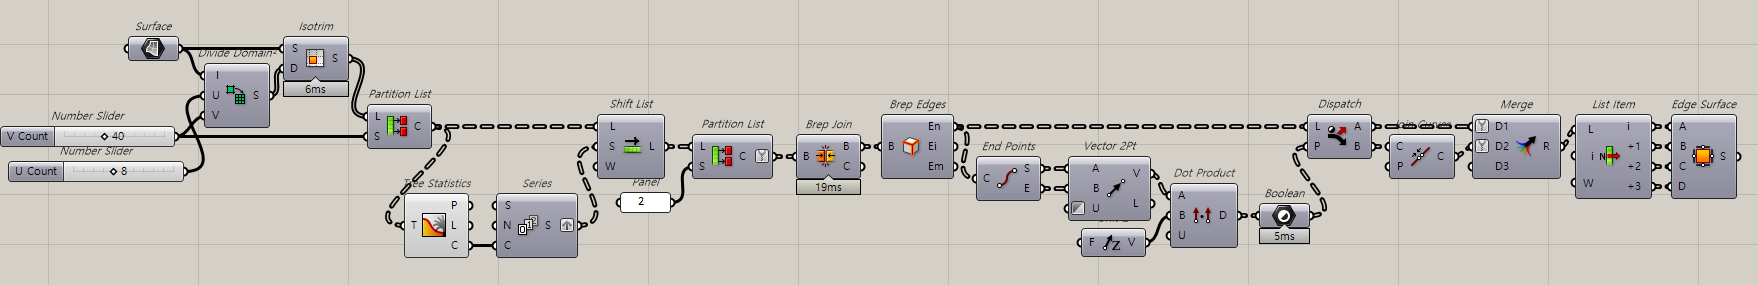 Surface
Divide Domain²
I
U
V
S
Isotrim
S
D
S
6ms
Number Slider
V Count
40
Number Slider
U Count
8
Partition List
L
S
C
Tree Statistics
T
P
L
C
Series
S
N
C
S
Shift List
L
S
W
L
Panel
2
Partition List
L
S
C
Brep Join
B
B
C
19ms
Brep Edges
B
En
Ei
Em
End Points
C
S
E
Vector 2Pt
A
B
U
V
L
F
Z
V
Dot Product
A
B
U
D
Boolean
5ms
Dispatch
L
P
A
B
Join Curves
C
P
C
Merge
D1
D2
D3
R
List Item
L
i
W
i
+1
+2
+3
Edge Surface
A
B
C
D
S